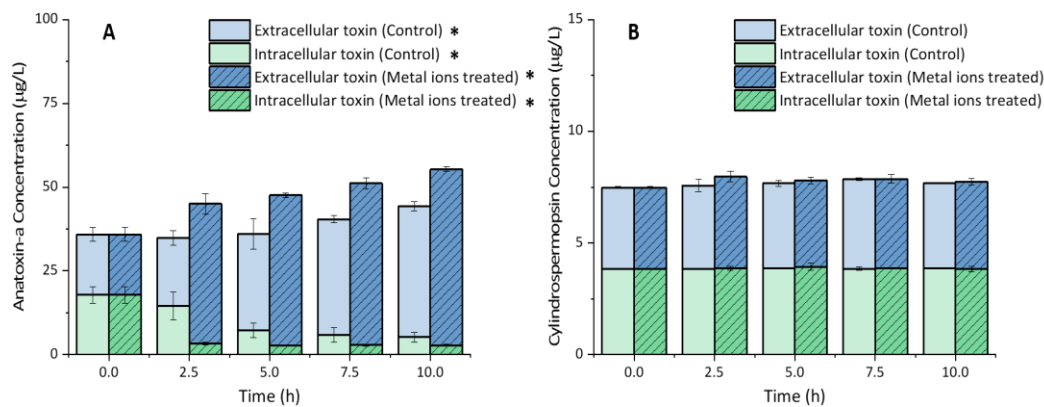 A
Extracellular toxin (Control) *
Intracellular toxin (Control) *
Extracellular toxin (Metal ions treated) *
Intracellular toxin (Metal ions treated) *
Anatoxin-a Concentration (µg/L)
100
75
50
25
0
0.0 2.5 5.0 7.5 10.0
Time (h)
B
Extracellular toxin (Control)
Intracellular toxin (Control)
Extracellular toxin (Metal ions treated)
Intracellular toxin (Metal ions treated)
Cylindrospermopsin Concentration (µg/L)
15
10
5
0
0.0 2.5 5.0 7.5 10.0
Time (h)